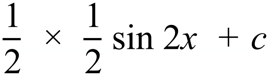 1/2 × 1/2 sin 2x + c